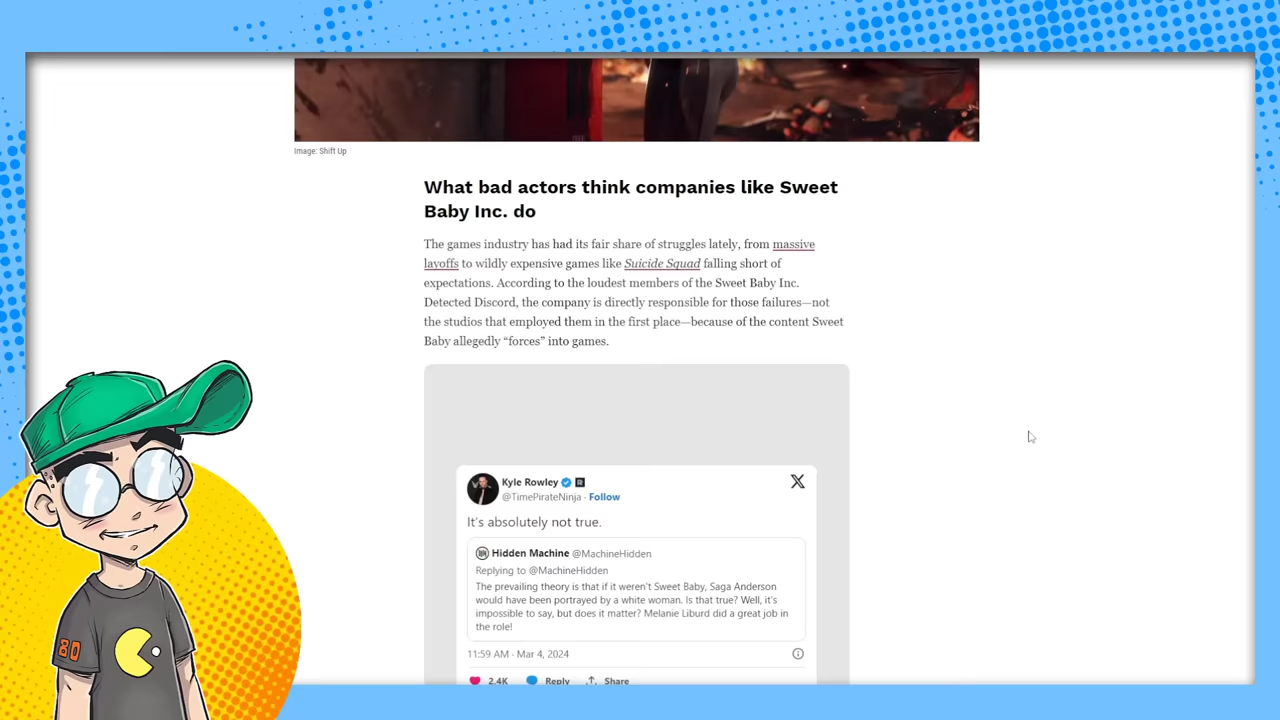 Image: Shift Up
What bad actors think companies like Sweet
Baby Inc. do
The games industry has had its fair share of struggles lately, from massive
layoffs to wildly expensive games like Suicide Squad falling short of
expectations. According to the loudest members of the Sweet Baby Inc.
Detected Discord, the company is directly responsible for those failures—not
the studios that employed them in the first place—because of the content Sweet
Baby allegedly “forces” into games.
Kyle Rowley
@TimePirateNinja · Follow
It's absolutely not true.
Hidden Machine @MachineHidden
Replying to @MachineHidden
The prevailing theory is that if it weren't Sweet Baby, Saga Anderson
would have been portrayed by a white woman. Is that true? Well, it's
impossible to say, but does it matter? Melanie Liburd did a great job in
the role!
11:59 AM · Mar 4, 2024
2.4K Reply Share
80